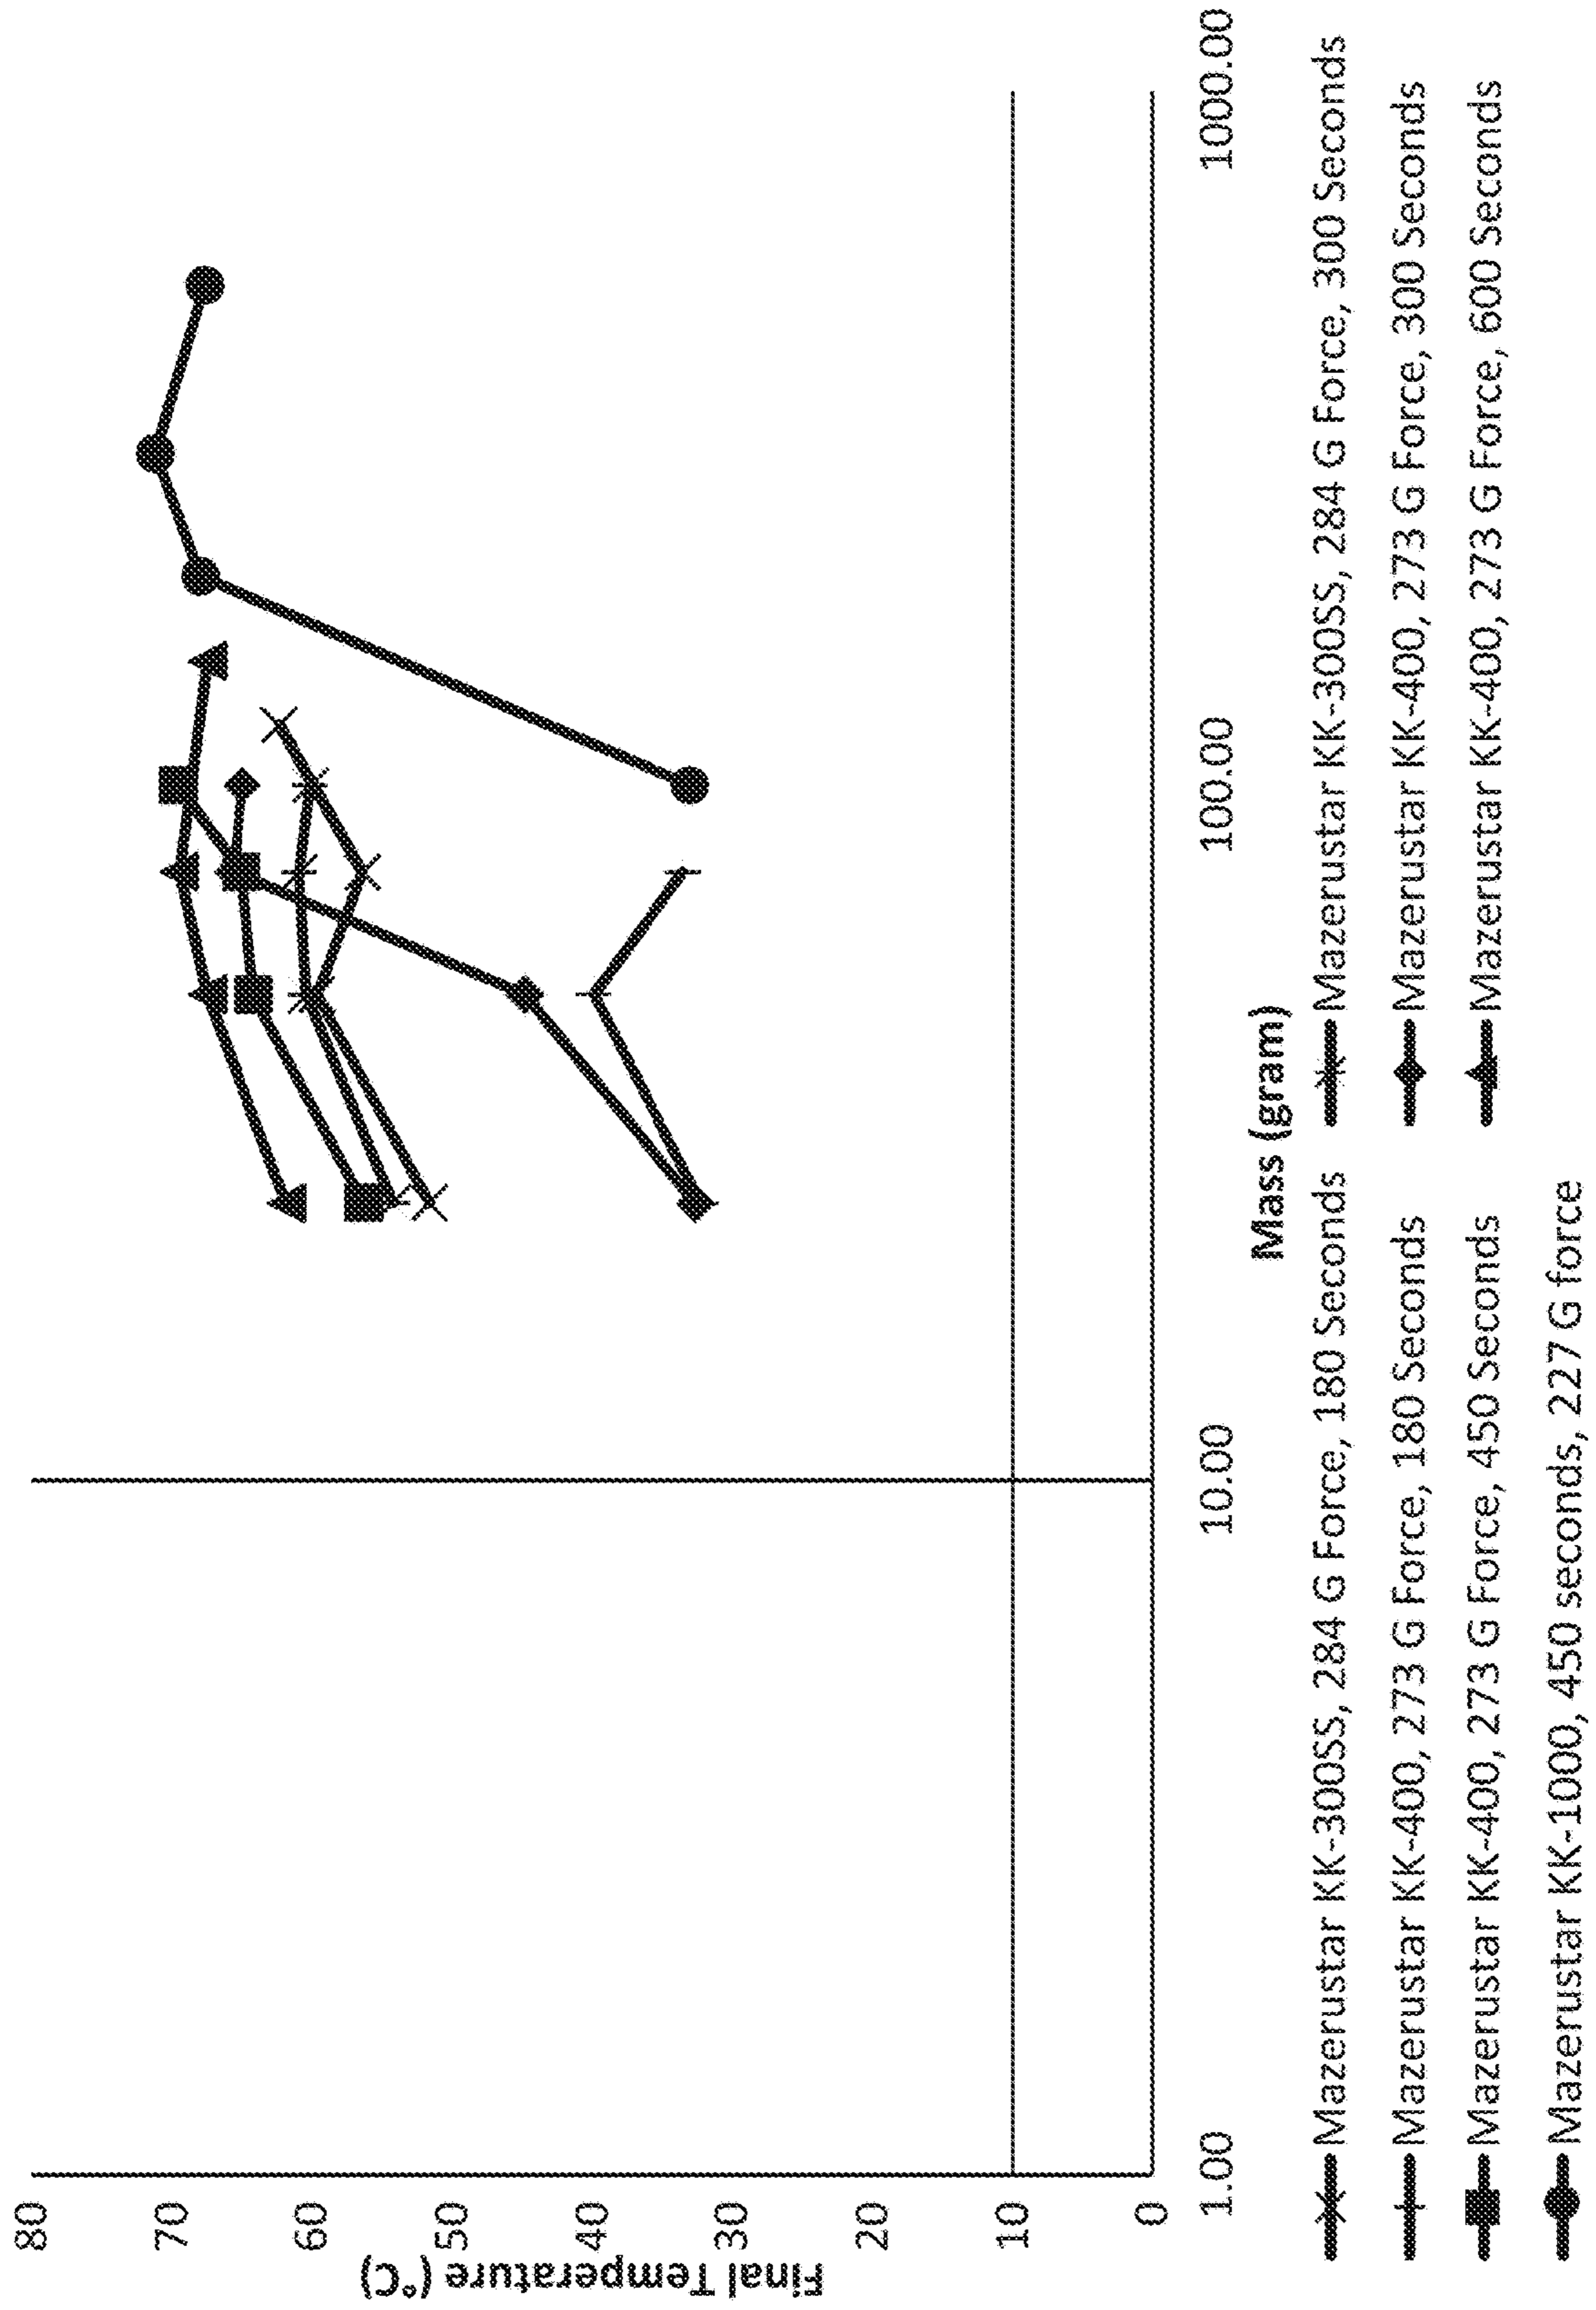 Final Temperature (°C)
80
70
60
50
40
30
20
10
0
1.00
10.00
100.00
1000.00
Mass (gram)
Mazerustar KK-300SS, 284 G Force, 180 Seconds
Mazerustar KK-300SS, 284 G Force, 300 Seconds
Mazerustar KK-400, 273 G Force, 180 Seconds
Mazerustar KK-400, 273 G Force, 300 Seconds
Mazerustar KK-400, 273 G Force, 450 Seconds
Mazerustar KK-400, 273 G Force, 600 Seconds
Mazerustar KK-1000, 450 seconds, 227 G force